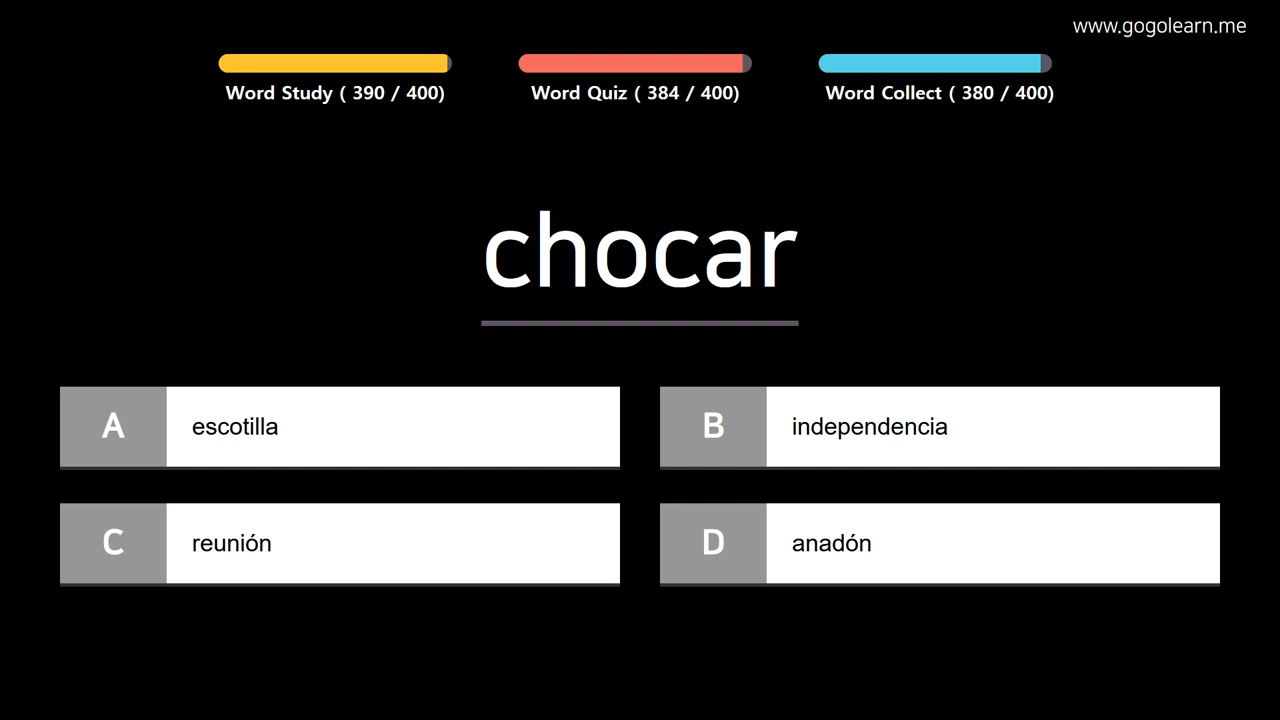 www.gogolearn.me
Word Study ( 390 / 400)
Word Quiz ( 384 / 400)
Word Collect ( 380 / 400)
chocar
A escotilla
B independencia
C reunión
D anadón